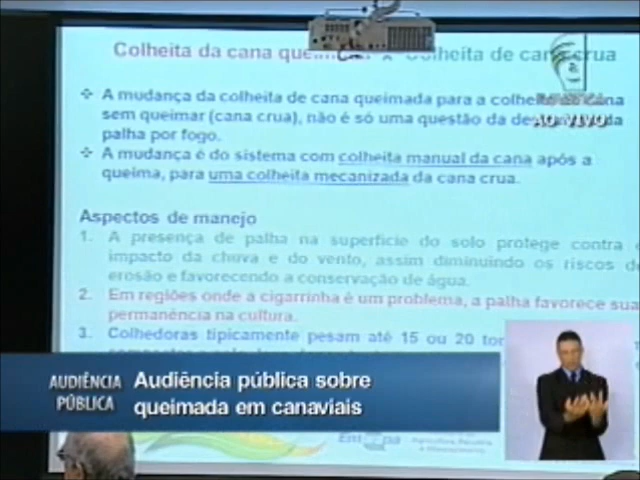 Colheita da cana Colheita de cana crua
AO VIVO
❖ A mudança da colheita de cana queimada para a colheita de cana
sem queimar (cana crua), não é só uma questão da
palha por fogo.
❖ A mudança é do sistema com colheita manual da cana após a
queima, para uma colheita mecanizada da cana crua.
Aspectos de manejo
1. A presença de palha na superfície do solo protege contra
impacto da chuva e do vento, assim diminuindo os riscos de
erosão e favorecendo a conservação de água.
2. Em regiões onde a cigarrinha é um problema, a palha favorece sua
permanência na cultura.
3. Colhedoras tipicamente pesam até 15 ou 20
AUDIÊNCIA
PÚBLICA
Audiência pública sobre
queimada em canaviais